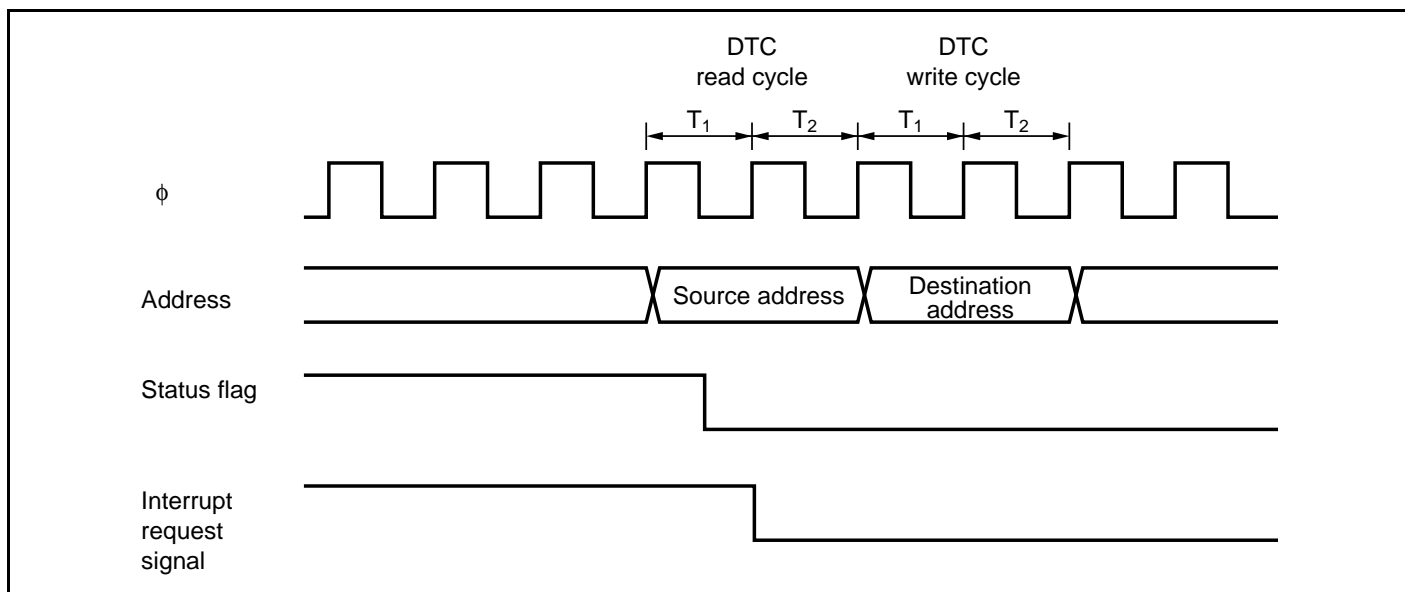 DTC DTC
read cycle write cycle
T₁ T₂ T₁ T₂
ϕ
Address
Source address
Destination
address
Status flag
Interrupt
request
signal